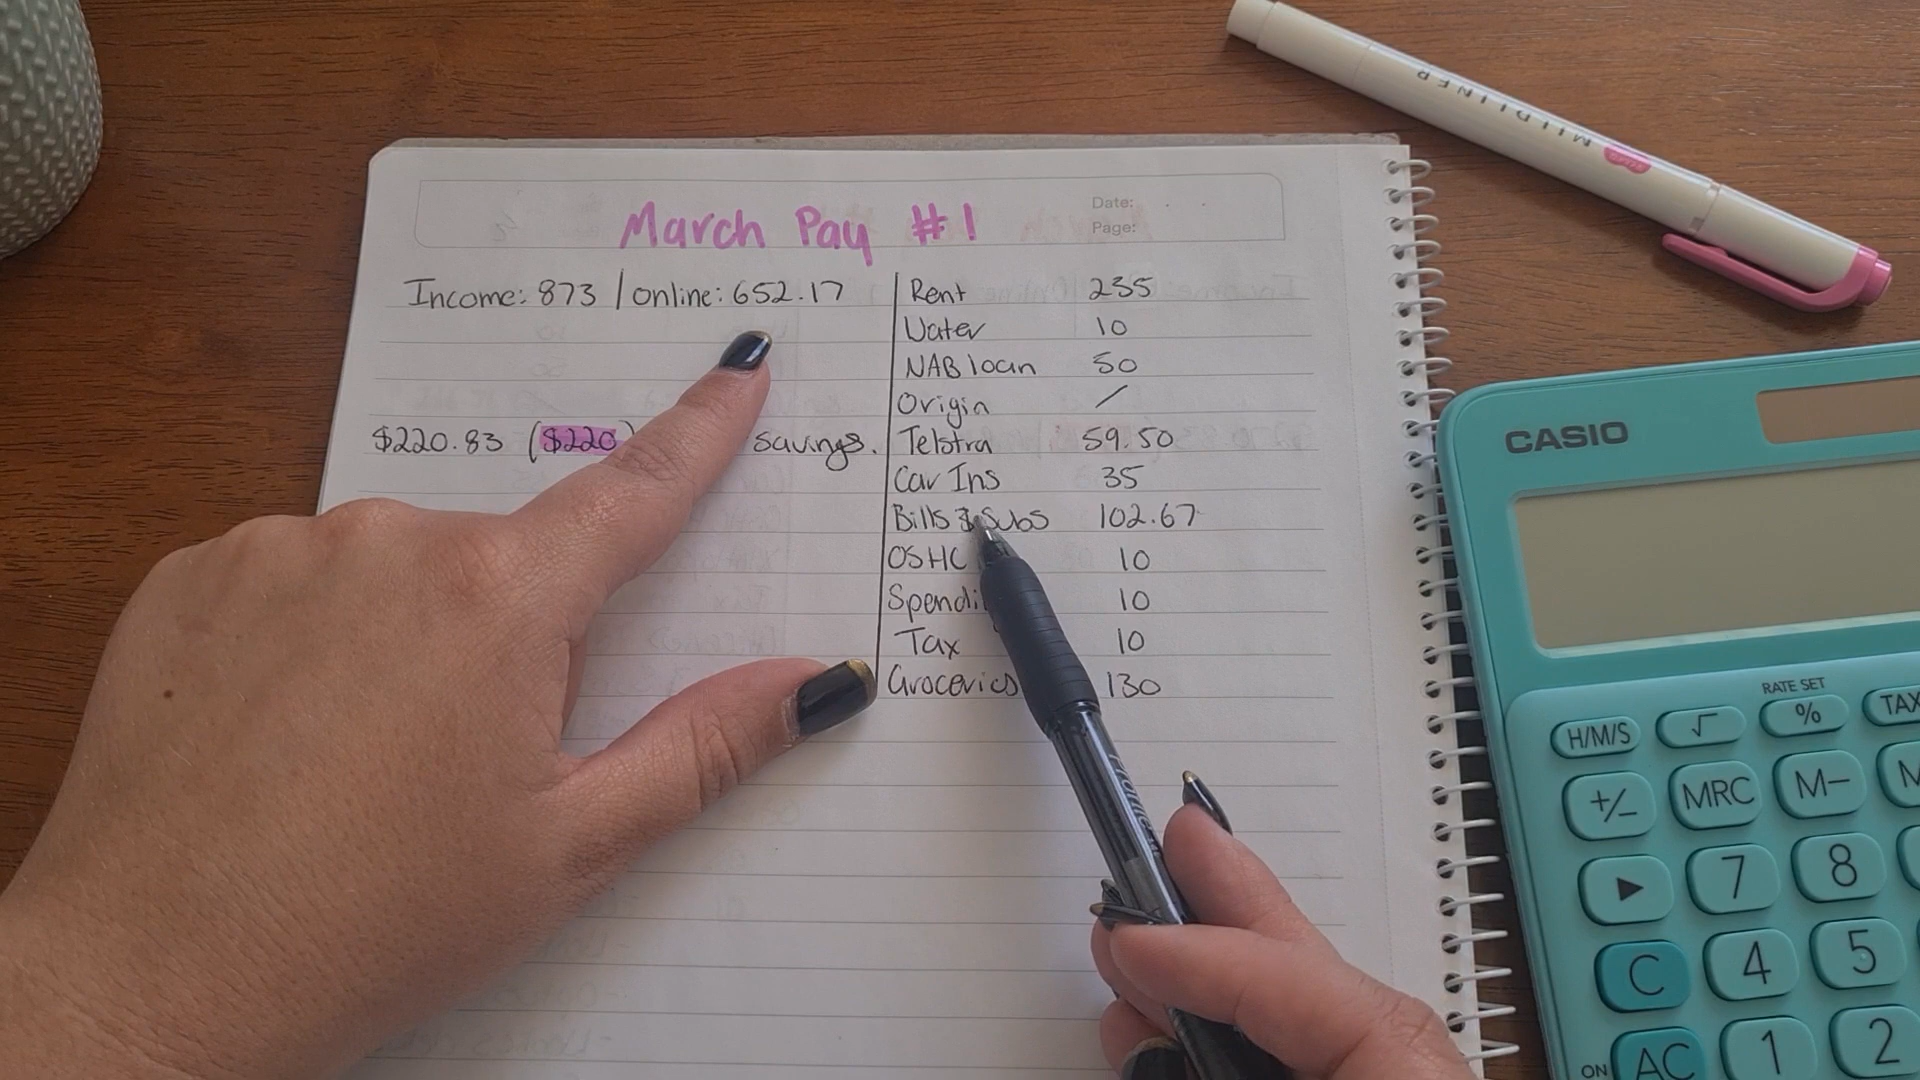 MILDLINER
March Pay #1
Date:
Page:
Income: 873 | online: 652.17
$220.83 ($220) savings.
Rent 235
Water 10
NAB loan 50
Origin /
Telstra 59.50
Car Ins 35
Bills & Subs 102.67
OSHC 10
Spendi 10
Tax 10
Groceries 130
CASIO
RATE SET
H/M/S √ % TAX
+/- MRC M− M
▶ 7 8
C 4 5
ON AC 1 2